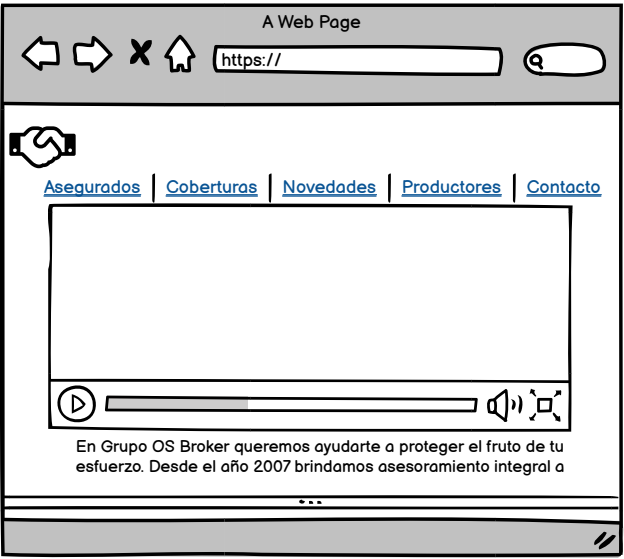 A Web Page
https://
Asegurados Coberturas Novedades Productores Contacto
En Grupo OS Broker queremos ayudarte a proteger el fruto de tu
esfuerzo. Desde el año 2007 brindamos asesoramiento integral a